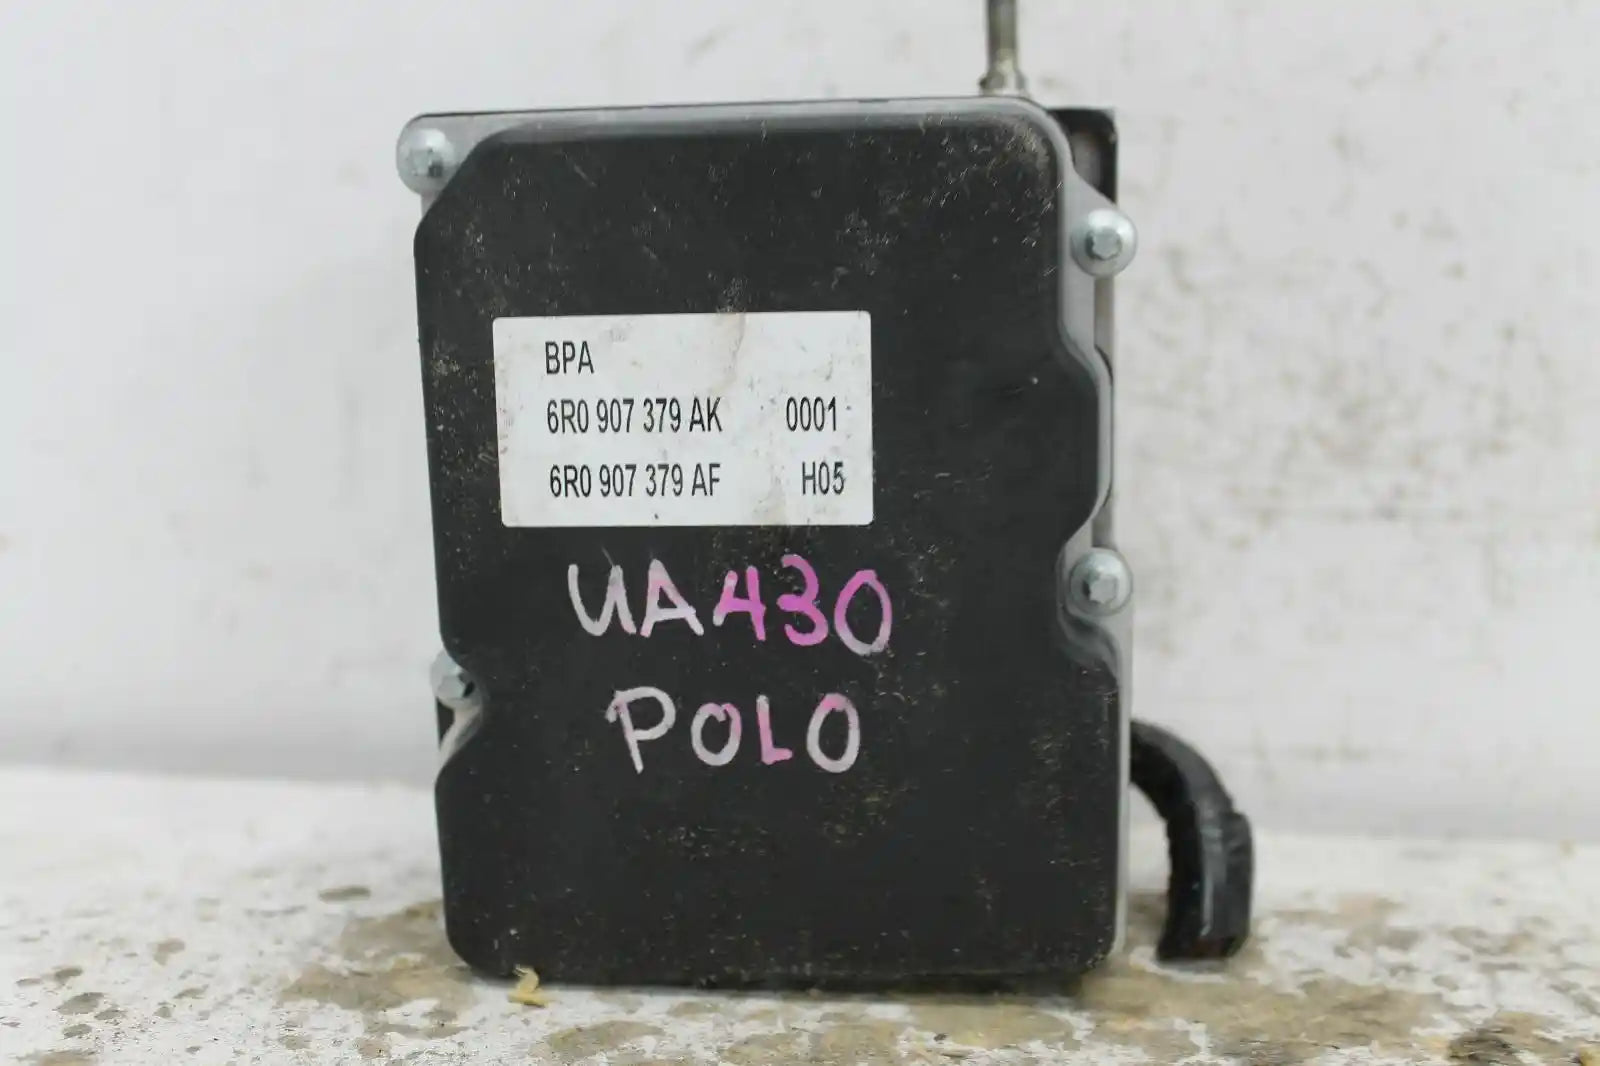 BPA
6R0 907 379 AK 0001
6R0 907 379 AF H05
UA430
POLO